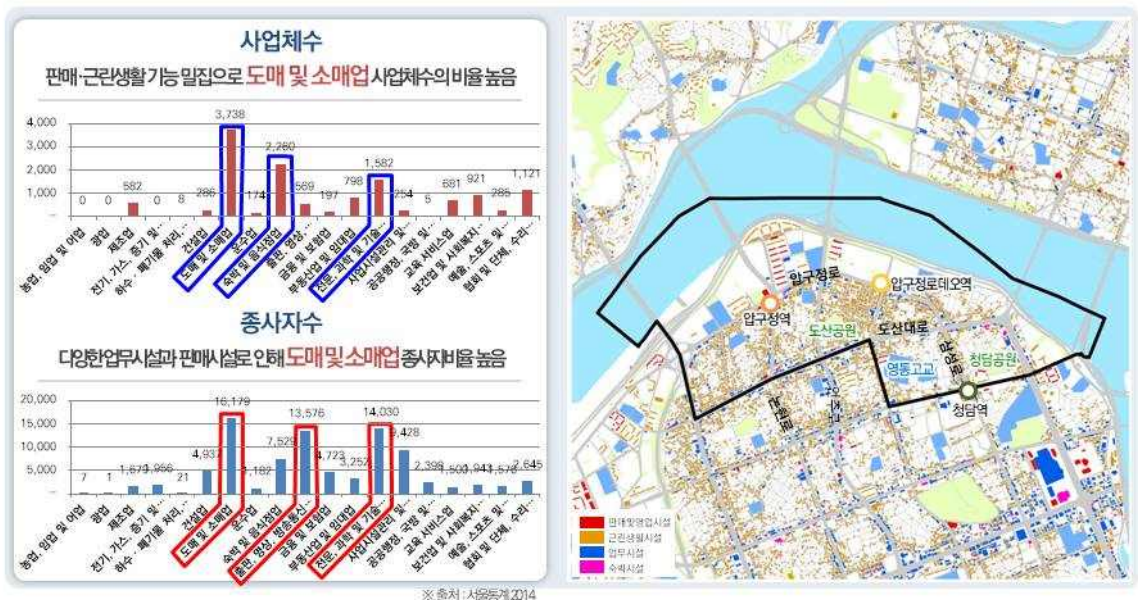 사업체수
판매·근린생활 기능 밀집으로 도매 및 소매업 사업체수의 비율 높음
4,000
3,000
2,000
1,000
0
0
582
0
8
286
3,738
174
2,260
569
197
798
1,582
254
5
681
921
285
1,121
농업, 임업 및 어업
광업
제조업
전기, 가스, 증기 및…
하수 · 폐기물 처리,…
건설업
도매 및 소매업
운수업
숙박 및 음식점업
출판, 영상,…
금융 및 보험업
부동산업 및 임대업
전문, 과학 및 기술…
사업시설관리 및…
공공행정, 국방 및…
교육 서비스업
보건업 및 사회복지…
예술, 스포츠 및…
협회 및 단체, 수리…
종사자수
다양한업무시설과 판매시설로 인해 도매 및 소매업 종사자비율 높음
20,000
15,000
10,000
5,000
7
1
1,679
1,956
21
4,937
16,179
1,182
7,529
13,576
4,723
3,252
14,030
9,428
2,398
1,500
1,943
1,578
2,645
농업, 임업 및 어업
광업
제조업
전기, 가스, 증기 및…
하수 · 폐기물 처리,…
건설업
도매 및 소매업
운수업
숙박 및 음식점업
출판, 영상, 방송통신…
금융 및 보험업
부동산업 및 임대업
전문, 과학 및 기술…
사업시설관리 및…
공공행정, 국방 및…
교육 서비스업
보건업 및 사회복지…
예술, 스포츠 및…
협회 및 단체, 수리…
※ 출처 : 서울통계 2014
압구정로
압구정로데오역
압구정역
도산공원
도산대로
삼성로
청담공원
영동고교
언주로
논현로
청담역
판매및영업시설
근린생활시설
업무시설
숙박시설